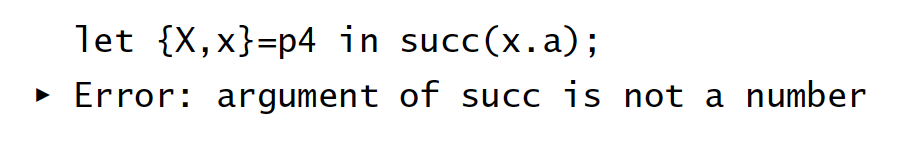 let {X,x}=p4 in succ(x.a);
▸ Error: argument of succ is not a number